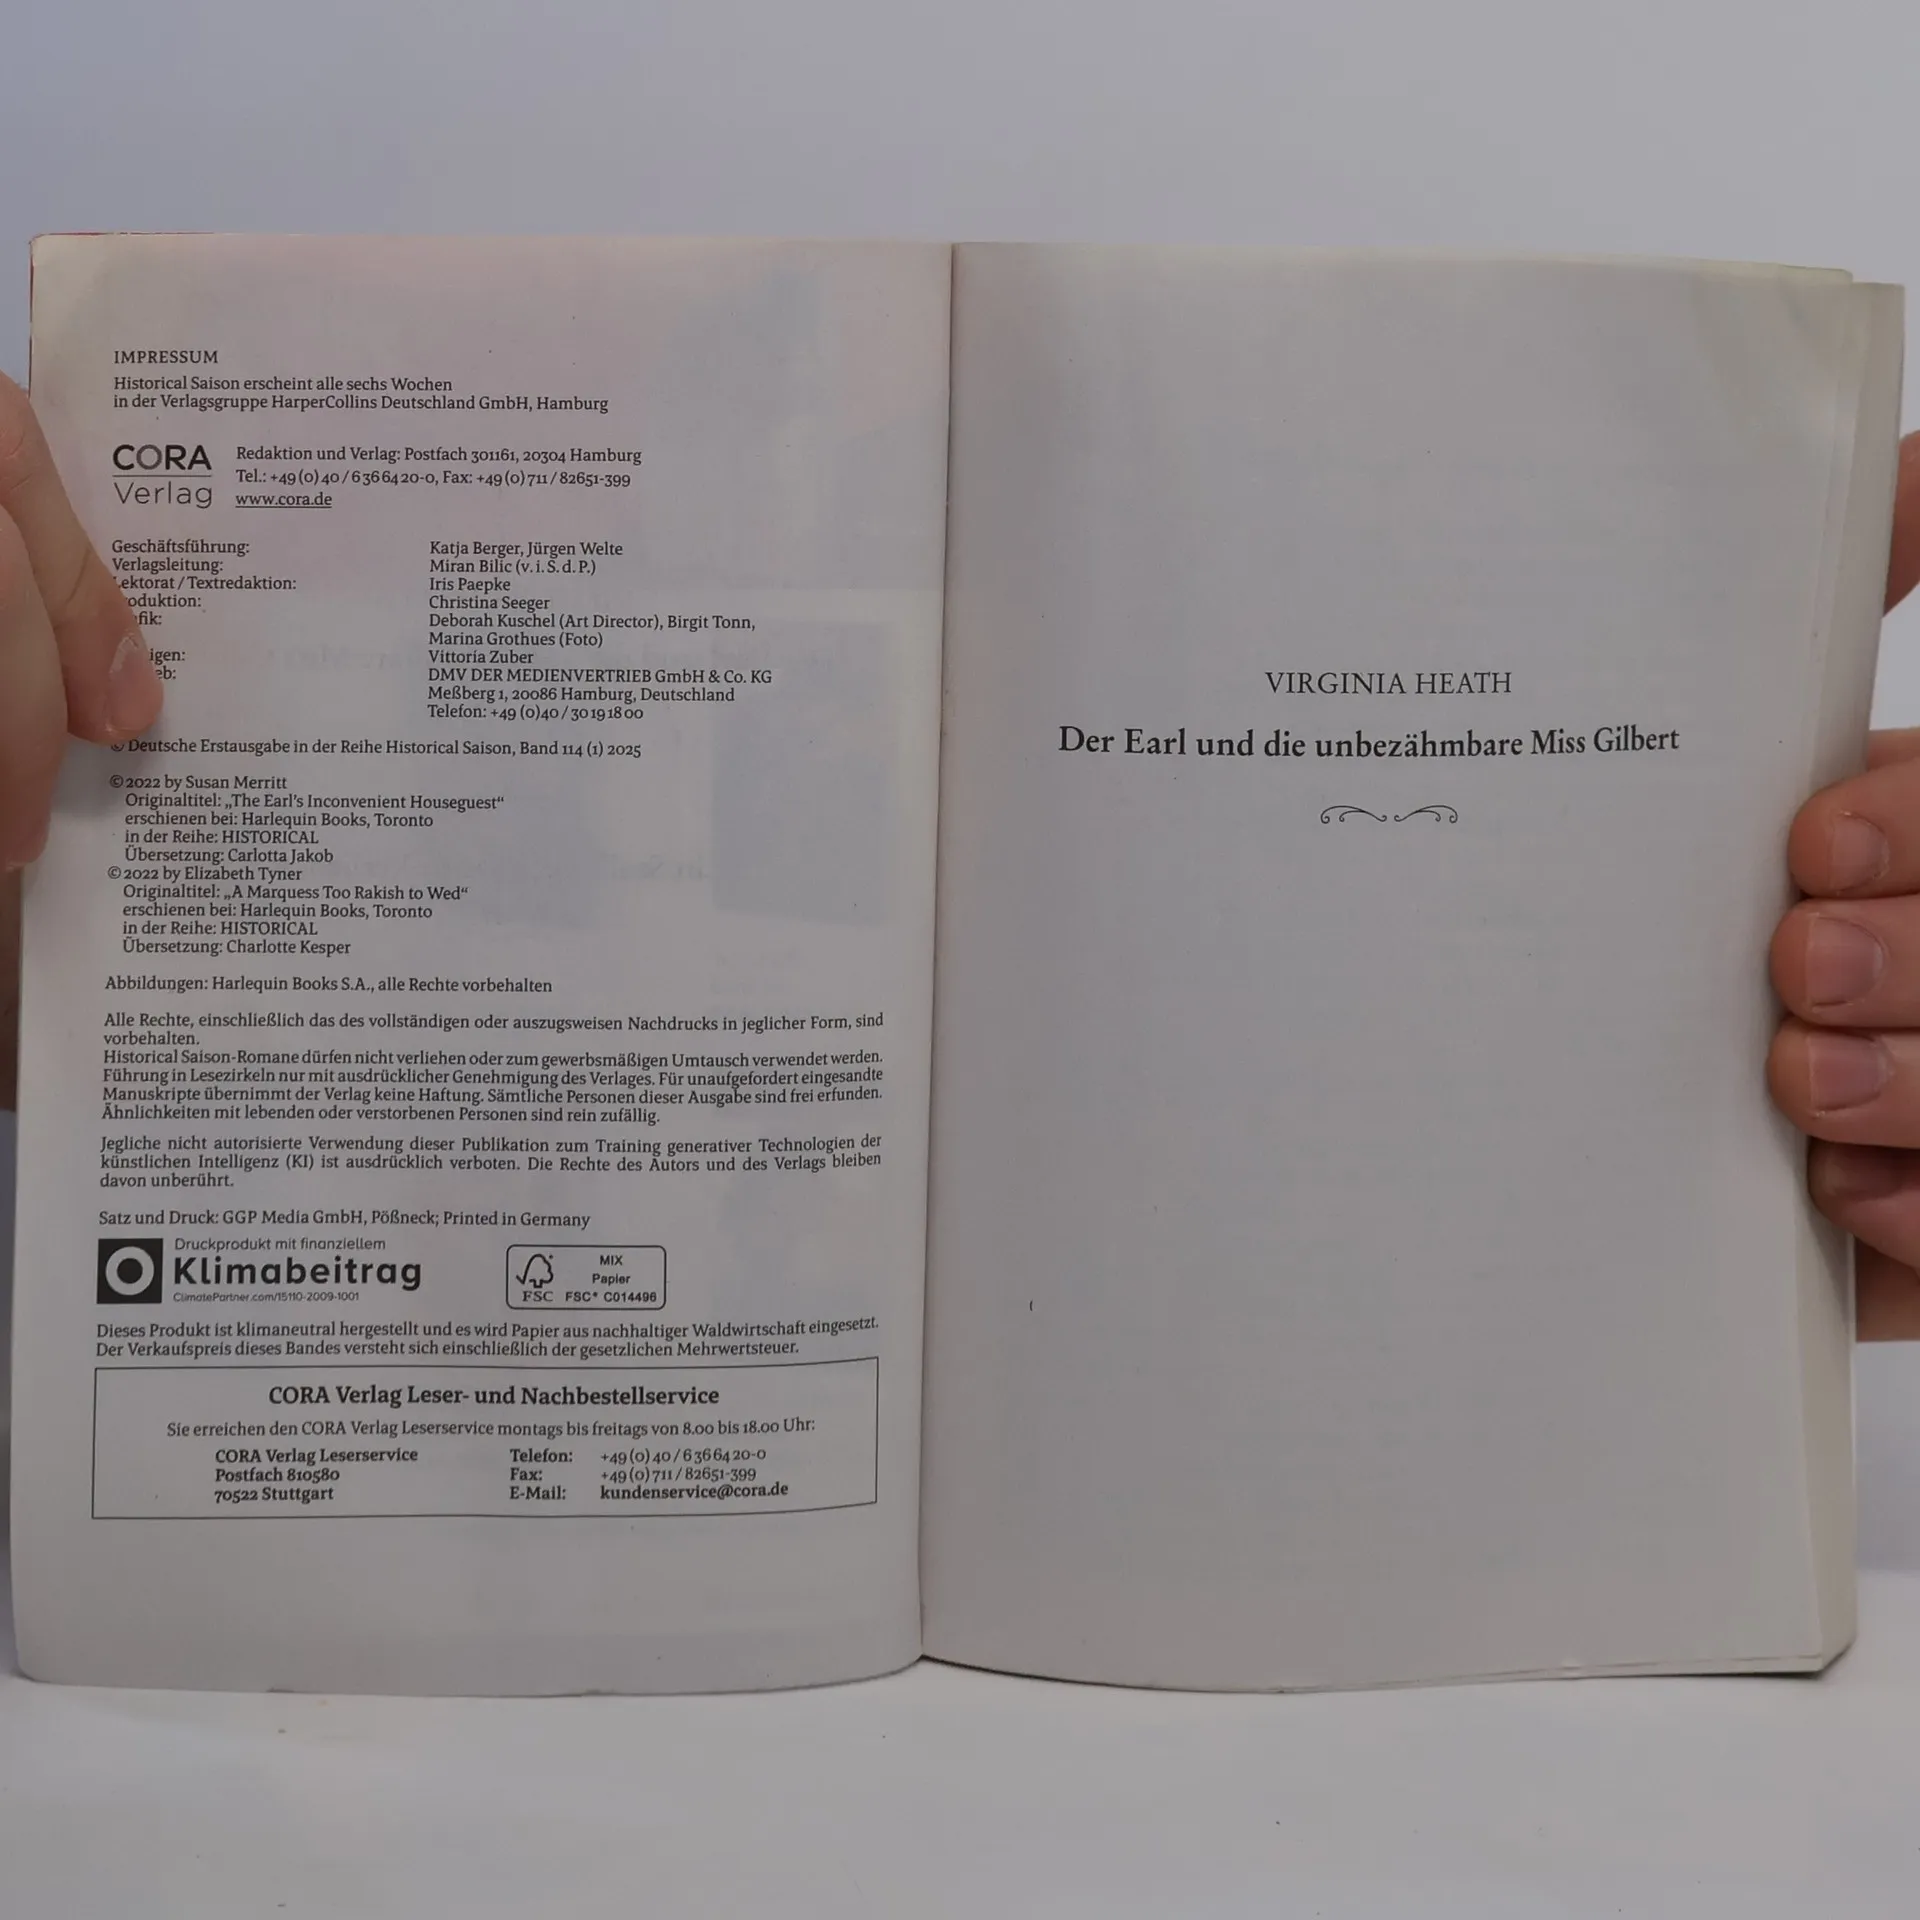 IMPRESSUM
Historical Saison erscheint alle sechs Wochen
in der Verlagsgruppe HarperCollins Deutschland GmbH, Hamburg
CORA
Verlag
Redaktion und Verlag: Postfach 301161, 20304 Hamburg
Tel.: +49 (0) 40 / 6 36 64 20-0, Fax: +49 (0) 711 / 82651-399
www.cora.de
Geschäftsführung: Katja Berger, Jürgen Welte
Verlagsleitung: Miran Bilic (v. i. S. d. P.)
ektorat / Textredaktion: Iris Paepke
oduktion: Christina Seeger
fik: Deborah Kuschel (Art Director), Birgit Tonn,
Marina Grothues (Foto)
igen: Vittoria Zuber
eb: DMV DER MEDIENVERTRIEB GmbH & Co. KG
Meßberg 1, 20086 Hamburg, Deutschland
Telefon: +49 (0)40 / 30 19 18 00
© Deutsche Erstausgabe in der Reihe Historical Saison, Band 114 (1) 2025
© 2022 by Susan Merritt
Originaltitel: „The Earl's Inconvenient Houseguest“
erschienen bei: Harlequin Books, Toronto
in der Reihe: HISTORICAL
Übersetzung: Carlotta Jakob
© 2022 by Elizabeth Tyner
Originaltitel: „A Marquess Too Rakish to Wed“
erschienen bei: Harlequin Books, Toronto
in der Reihe: HISTORICAL
Übersetzung: Charlotte Kesper
Abbildungen: Harlequin Books S.A., alle Rechte vorbehalten
Alle Rechte, einschließlich das des vollständigen oder auszugsweisen Nachdrucks in jeglicher Form, sind
vorbehalten.
Historical Saison-Romane dürfen nicht verliehen oder zum gewerbsmäßigen Umtausch verwendet werden.
Führung in Lesezirkeln nur mit ausdrücklicher Genehmigung des Verlages. Für unaufgefordert eingesandte
Manuskripte übernimmt der Verlag keine Haftung. Sämtliche Personen dieser Ausgabe sind frei erfunden.
Ähnlichkeiten mit lebenden oder verstorbenen Personen sind rein zufällig.
Jegliche nicht autorisierte Verwendung dieser Publikation zum Training generativer Technologien der
künstlichen Intelligenz (KI) ist ausdrücklich verboten. Die Rechte des Autors und des Verlags bleiben
davon unberührt.
Satz und Druck: GGP Media GmbH, Pößneck; Printed in Germany
Druckprodukt mit finanziellem
Klimabeitrag
ClimatePartner.com/15110-2009-1001
MIX
Papier
FSC FSC® C014496
Dieses Produkt ist klimaneutral hergestellt und es wird Papier aus nachhaltiger Waldwirtschaft eingesetzt.
Der Verkaufspreis dieses Bandes versteht sich einschließlich der gesetzlichen Mehrwertsteuer.
CORA Verlag Leser- und Nachbestellservice
Sie erreichen den CORA Verlag Leserservice montags bis freitags von 8.00 bis 18.00 Uhr:
CORA Verlag Leserservice Telefon: +49 (0) 40 / 6 36 64 20-0
Postfach 810580 Fax: +49 (0) 711 / 82651-399
70522 Stuttgart E-Mail: kundenservice@cora.de
VIRGINIA HEATH
Der Earl und die unbezähmbare Miss Gilbert